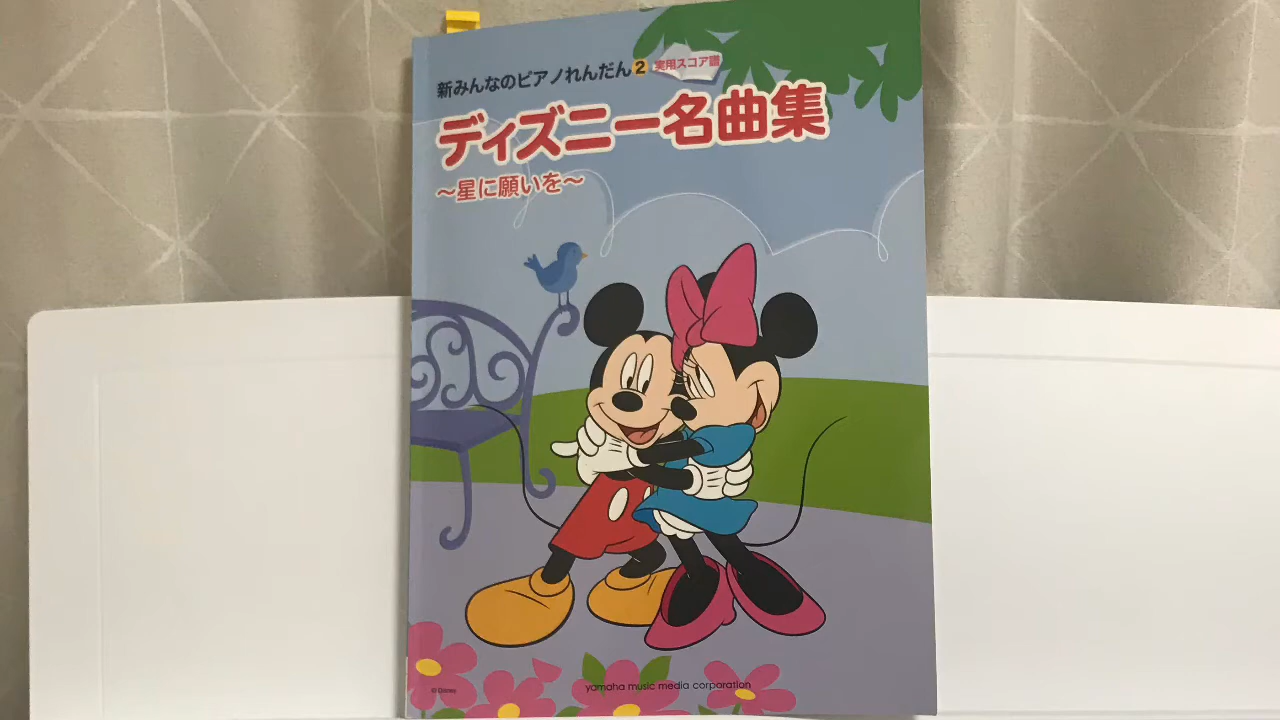 新みんなのピアノれんだん2 実用スコア譜
ディズニー名曲集
～星に願いを～
© Disney
yamaha music media corporation